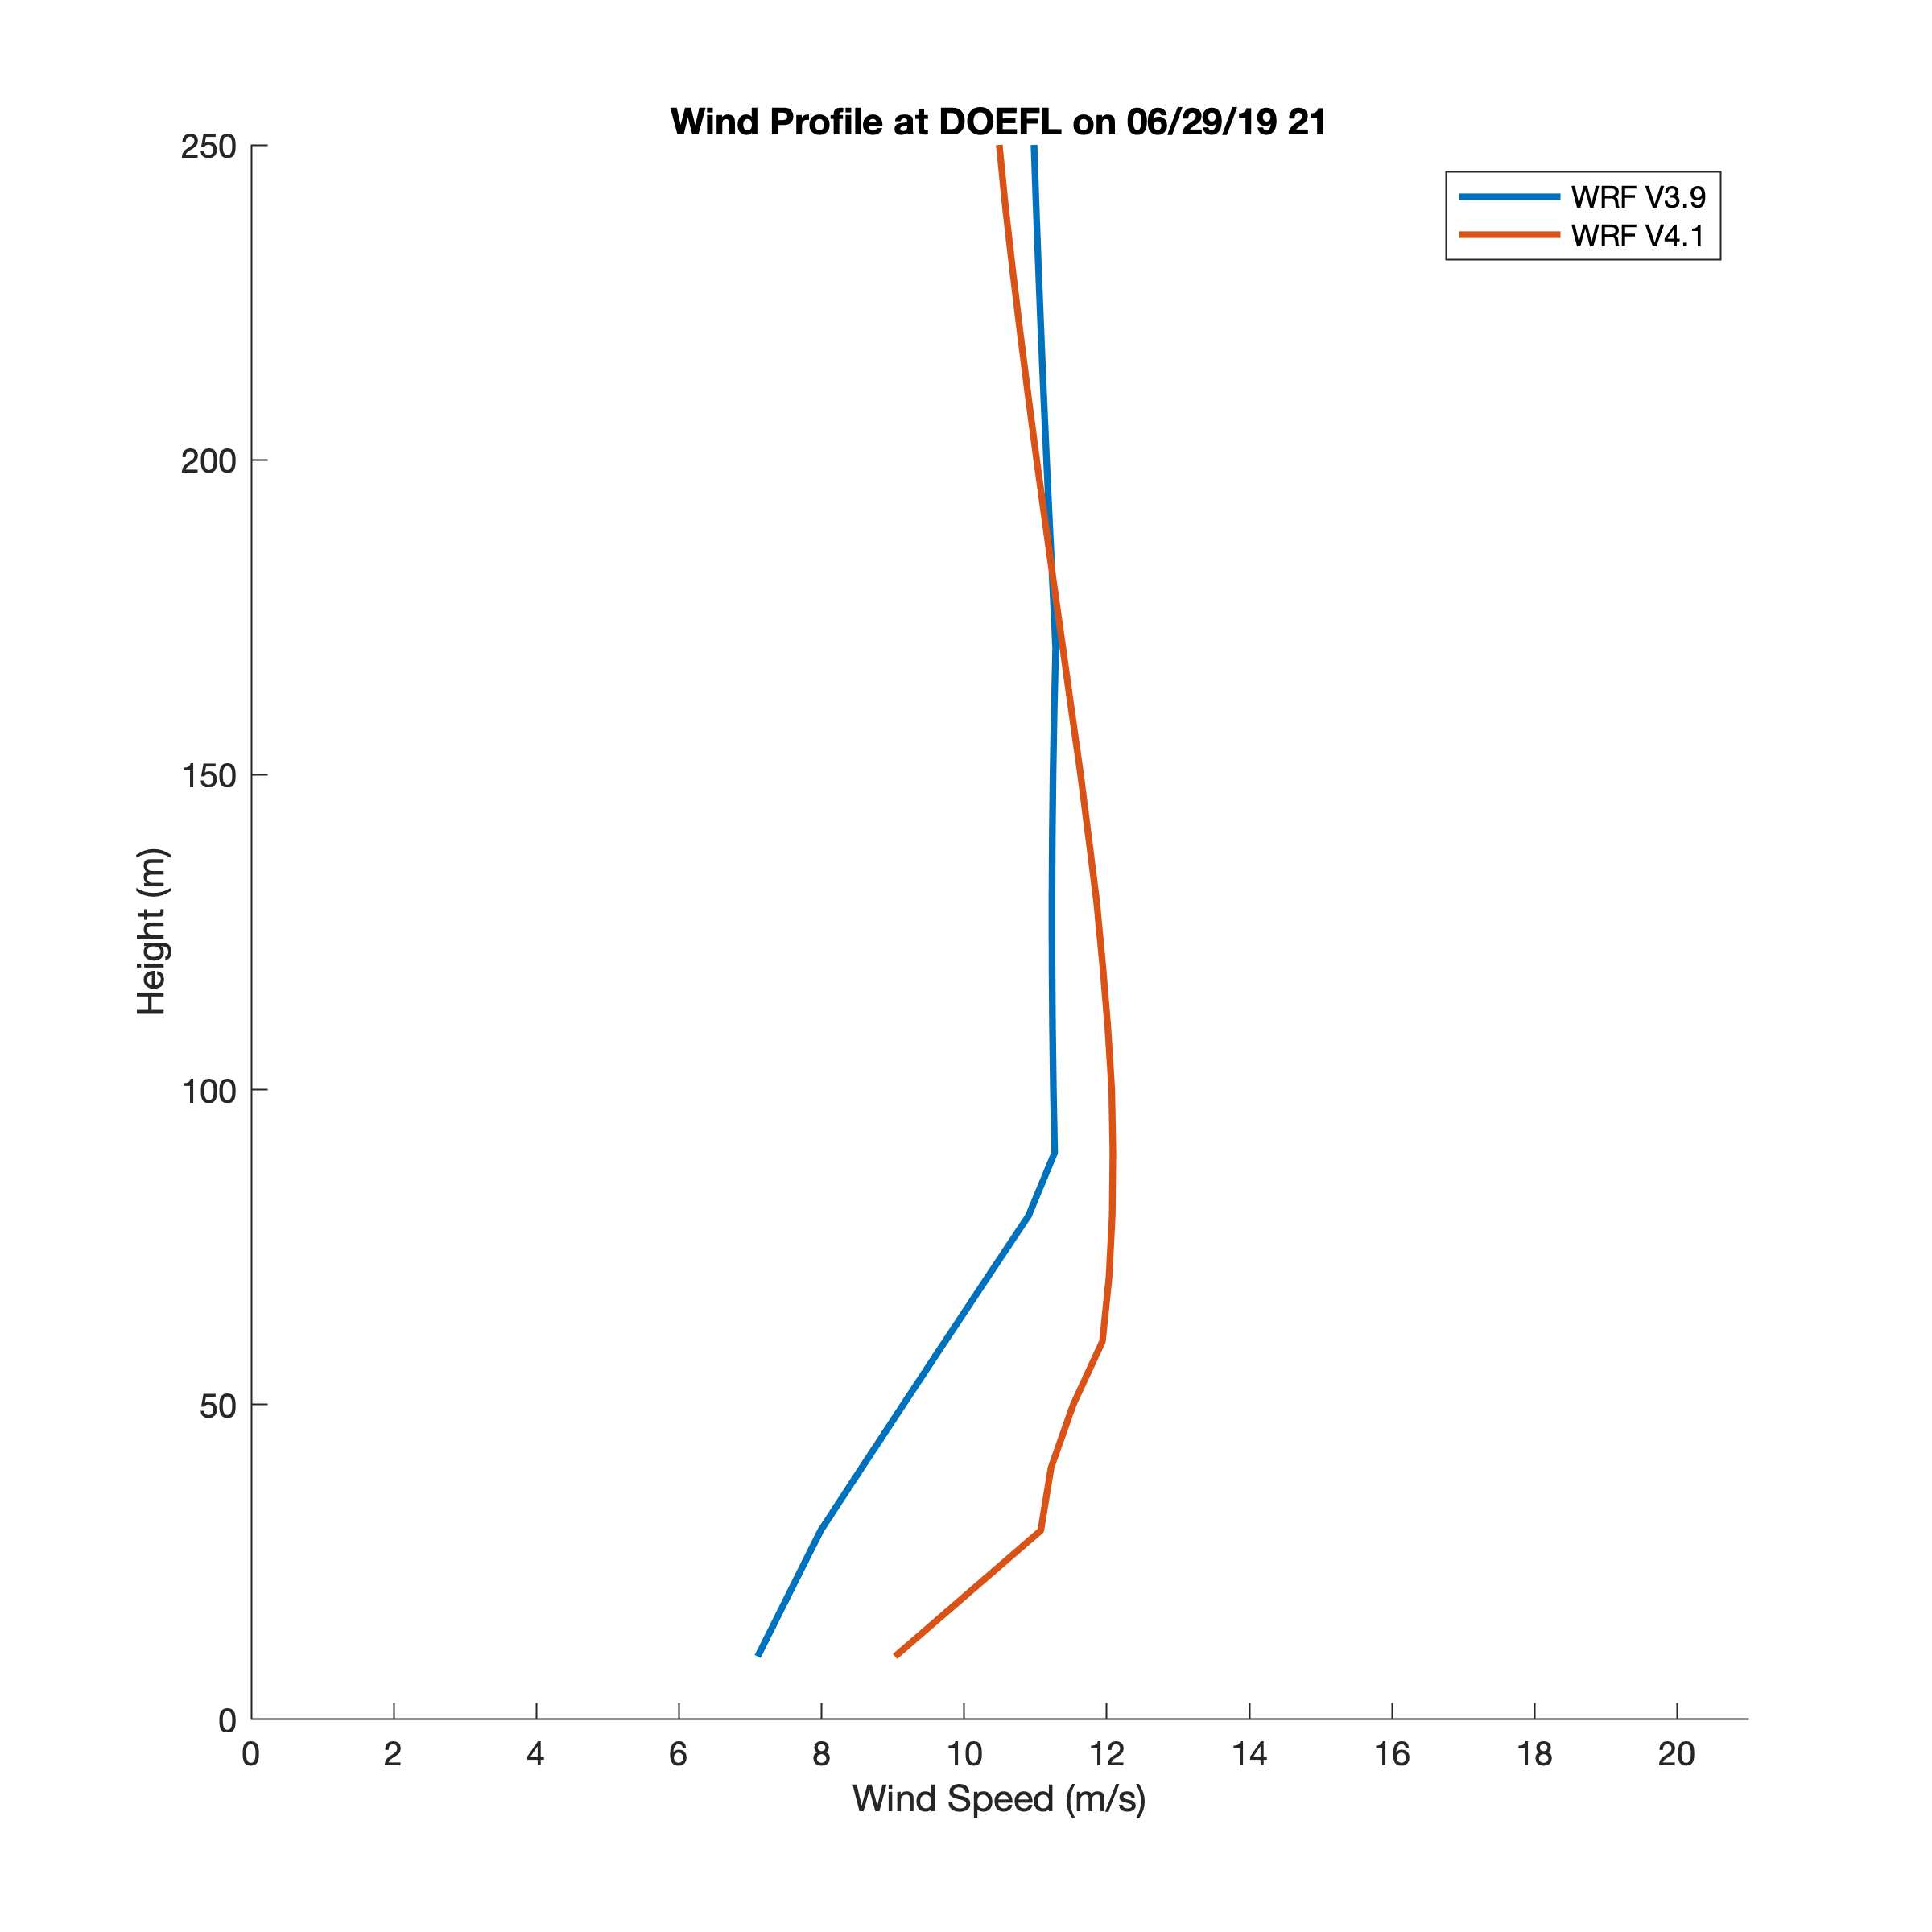 Wind Profile at DOEFL on 06/29/19 21
WRF V3.9
WRF V4.1
250
200
150
100
50
0
Height (m)
0 2 4 6 8 10 12 14 16 18 20
Wind Speed (m/s)